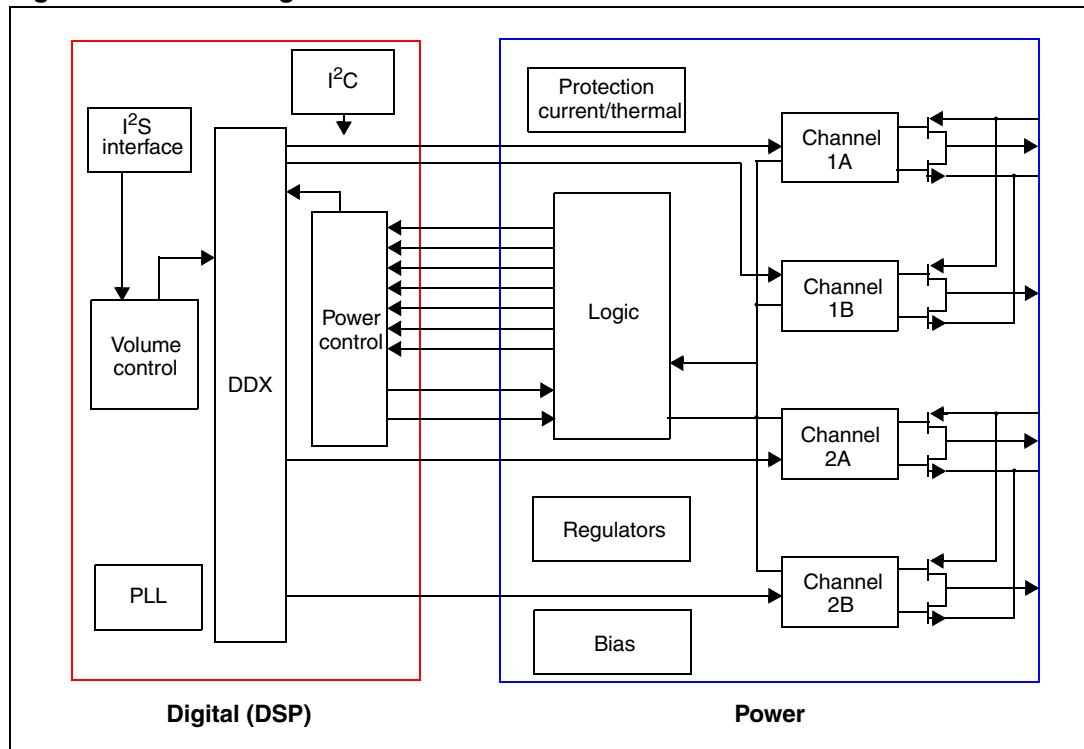 I²C
Protection
current/thermal
I²S
interface
Channel
1A
Channel
1B
Logic
Power
control
Volume
control
DDX
Channel
2A
Regulators
Channel
2B
PLL
Bias
Digital (DSP)
Power